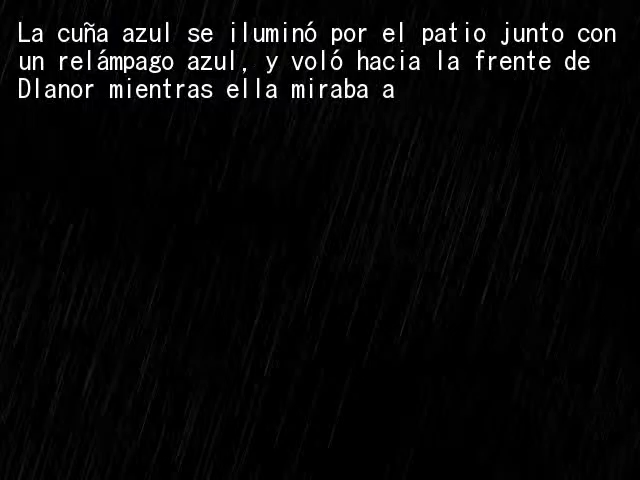 La cuña azul se iluminó por el patio junto con
un relámpago azul, y voló hacia la frente de
Dlanor mientras ella miraba a